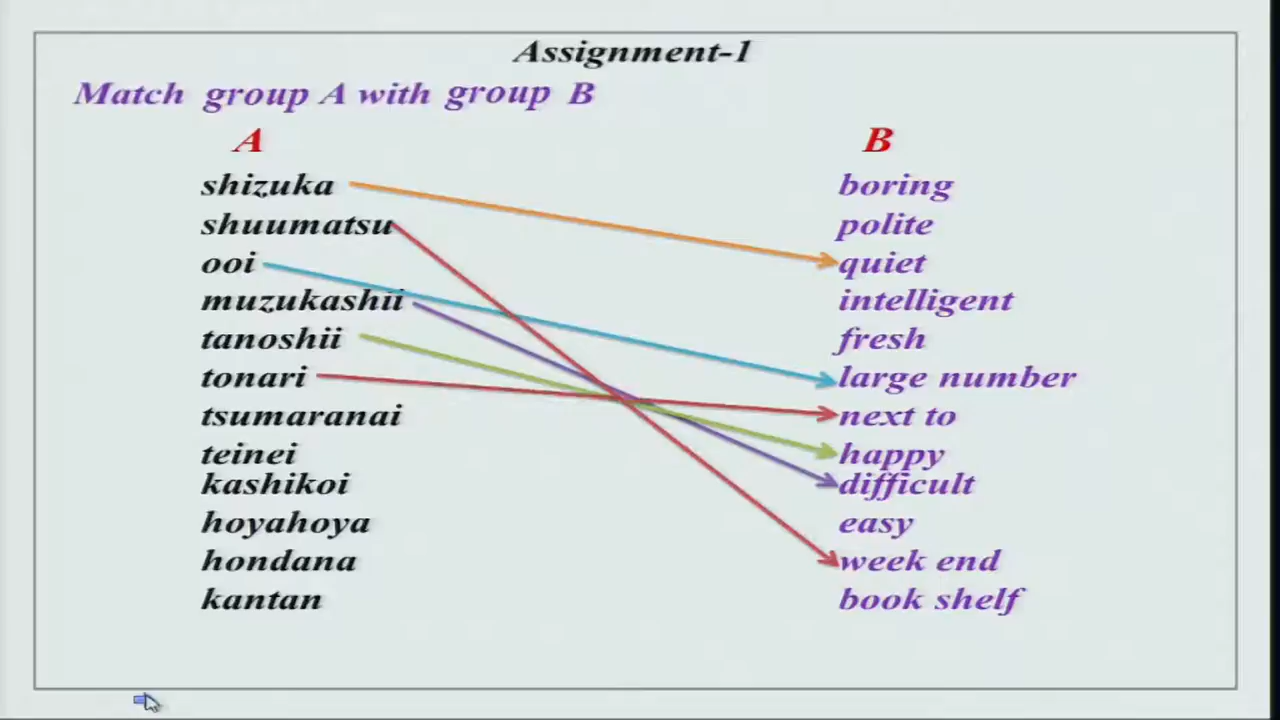 Assignment-1
Match group A with group B
A B
shizuka boring
shuumatsu polite
ooi quiet
muzukashii intelligent
tanoshii fresh
tonari large number
tsumaranai next to
teinei happy
kashikoi difficult
hoyahoya easy
hondana week end
kantan book shelf